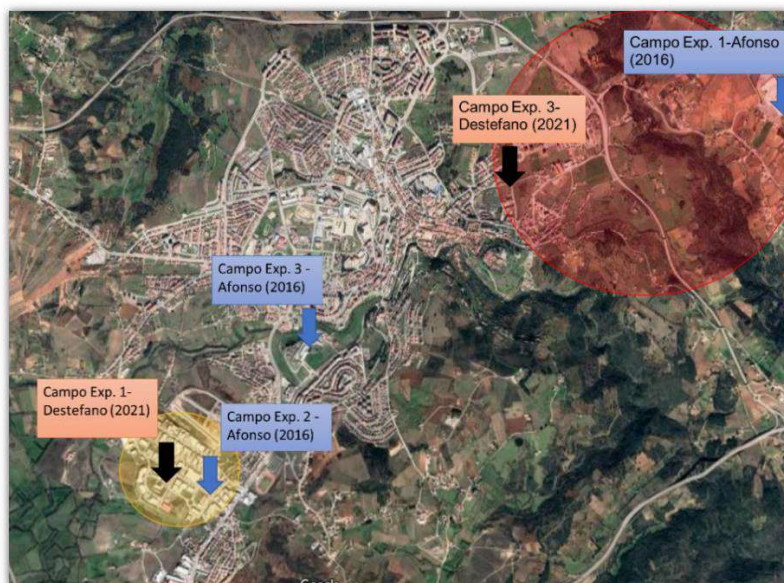 Campo Exp. 1-Afonso
(2016)
Campo Exp. 3-
Destefano (2021)
Campo Exp. 3 -
Afonso (2016)
Campo Exp. 1-
Destefano (2021)
Campo Exp. 2 -
Afonso (2016)